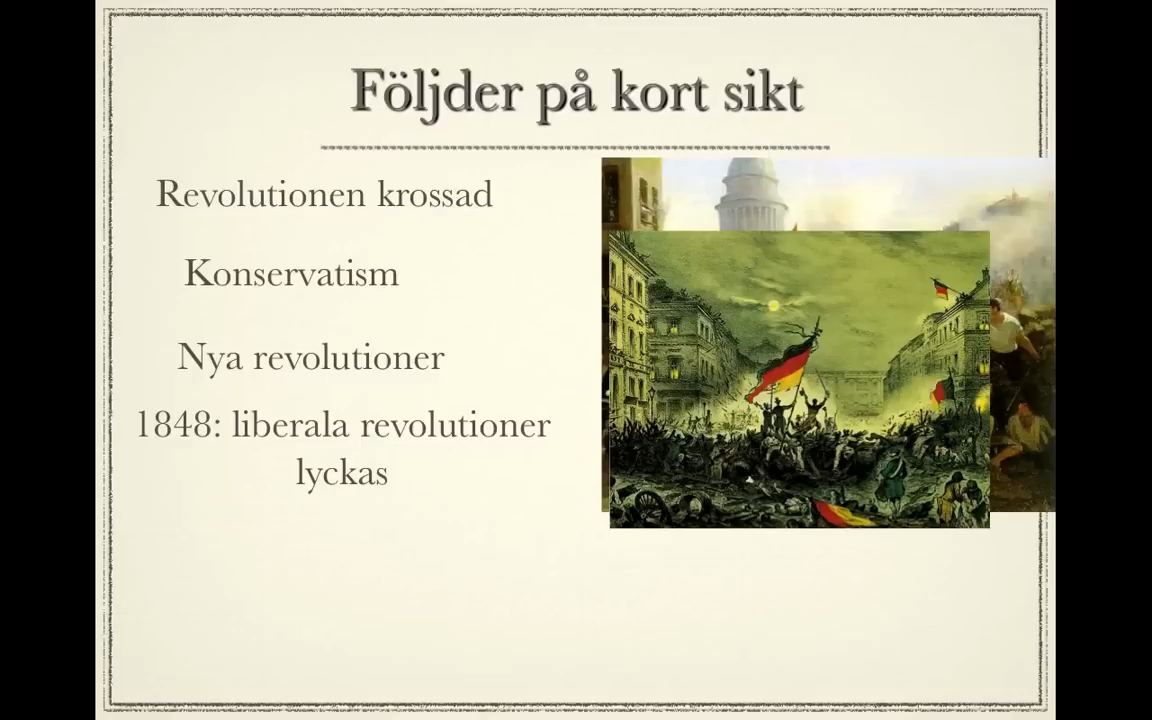 Följder på kort sikt
Revolutionen krossad
Konservatism
Nya revolutioner
1848: liberala revolutioner
lyckas